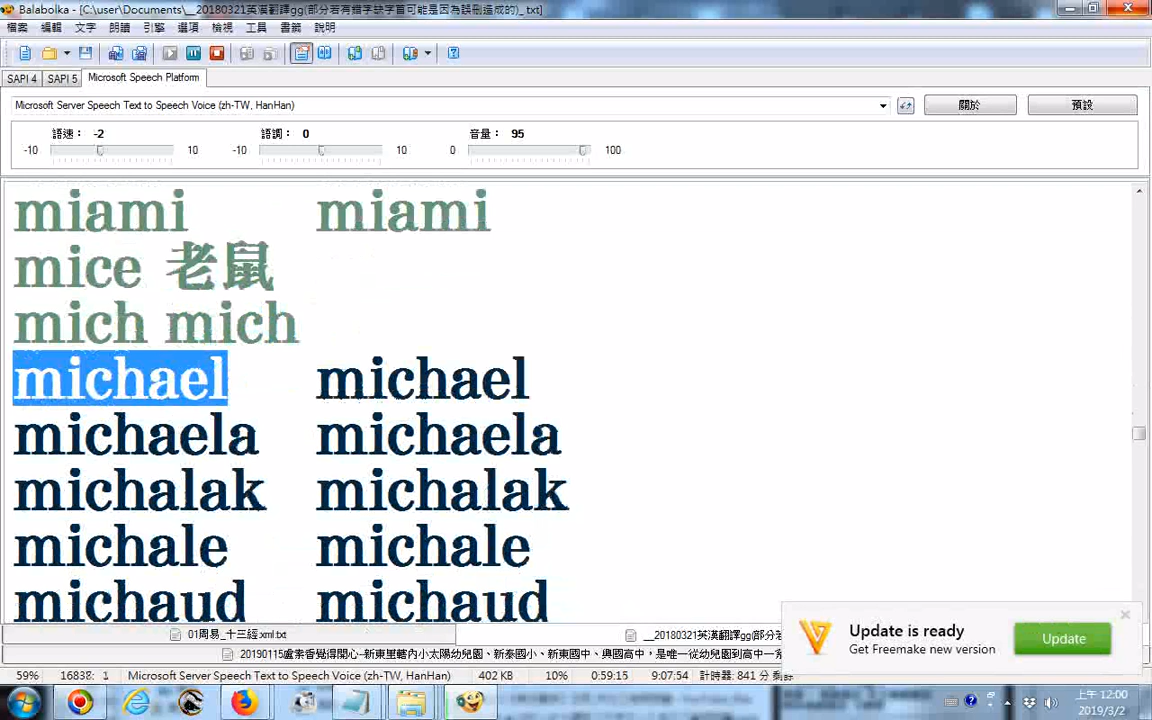 Balabolka - [C:\user\Documents\__20180321英漢翻譯gg(部分若有錯字缺字首可能是因為誤刪造成的)_txt]
檔案 編輯 文字 朗讀 引擎 選項 檢視 工具 書籤 說明
SAPI 4 SAPI 5 Microsoft Speech Platform
Microsoft Server Speech Text to Speech Voice (zh-TW, HanHan) 關於 預設
語速： -2 語調： 0 音量： 95
-10 10 -10 10 0 100
miami miami
mice 老鼠
mich mich
michael michael
michaela michaela
michalak michalak
michale michale
michaud michaud
Update is ready
Get Freemake new version
Update
01周易_十三經.xml.txt __20180321英漢翻譯gg(部分若
20190115盧素香覺得開心--新東里轄內小太陽幼兒園、新泰國小、新東國中、興國高中，是唯一從幼兒園到高中一系
59% 16838: 1 Microsoft Server Speech Text to Speech Voice (zh-TW, HanHan) 402 KB 10% 0:59:15 9:07:54 計時器: 841 分 剩餘
上午 12:00
2019/3/2